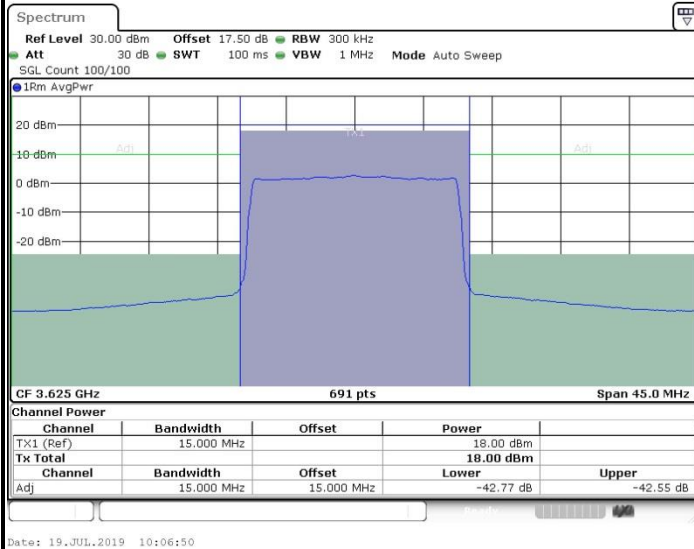 Spectrum
Ref Level 30.00 dBm Offset 17.50 dB RBW 300 kHz
Att 30 dB SWT 100 ms VBW 1 MHz Mode Auto Sweep
SGL Count 100/100
1Rm AvgPwr
20 dBm
TX1
Adj Adj
10 dBm
0 dBm
-10 dBm
-20 dBm
CF 3.625 GHz 691 pts Span 45.0 MHz
Channel Power
Channel Bandwidth Offset Power
TX1 (Ref) 15.000 MHz 18.00 dBm
Tx Total 18.00 dBm
Channel Bandwidth Offset Lower Upper
Adj 15.000 MHz 15.000 MHz -42.77 dB -42.55 dB
Ready
Date: 19.JUL.2019 10:06:50